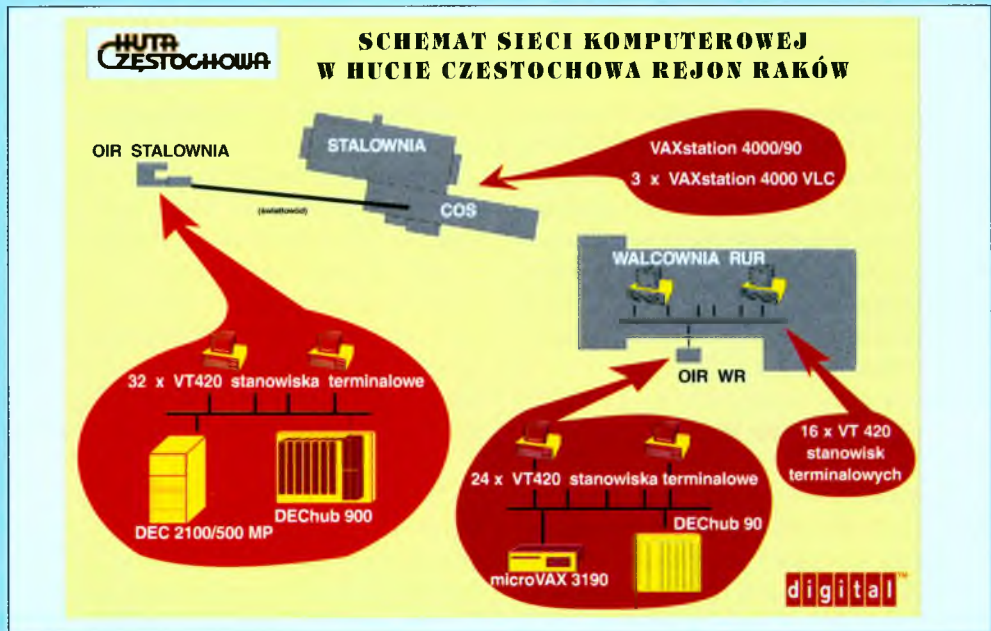 HUTA
CZĘSTOCHOWA
SCHEMAT SIECI KOMPUTEROWEJ
W HUCIE CZESTOCHOWA REJON RAKÓW
OIR STALOWNIA
STALOWNIA
COS
(światłowód)
VAXstation 4000/90
3 x VAXstation 4000 VLC
WALCOWNIA RUR
OIR WR
32 x VT420 stanowiska terminalowe
DEC 2100/500 MP
DEChub 900
24 x VT420 stanowiska terminalowe
microVAX 3190
DEChub 90
16 x VT 420
stanowisk
terminalowych
digital™